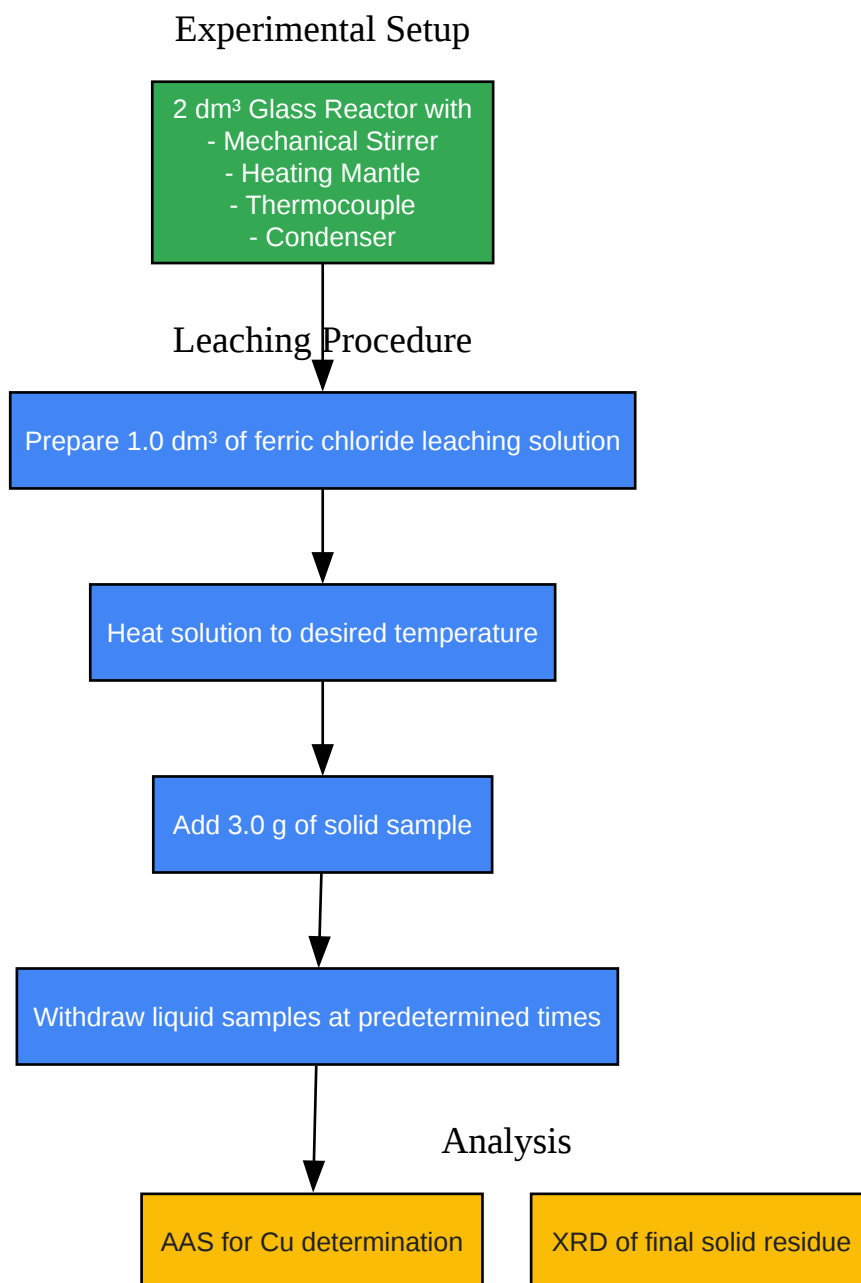 Experimental Setup
2 dm³ Glass Reactor with
- Mechanical Stirrer
- Heating Mantle
- Thermocouple
- Condenser
Leaching Procedure
Prepare 1.0 dm³ of ferric chloride leaching solution
Heat solution to desired temperature
Add 3.0 g of solid sample
Withdraw liquid samples at predetermined times
Analysis
AAS for Cu determination
XRD of final solid residue